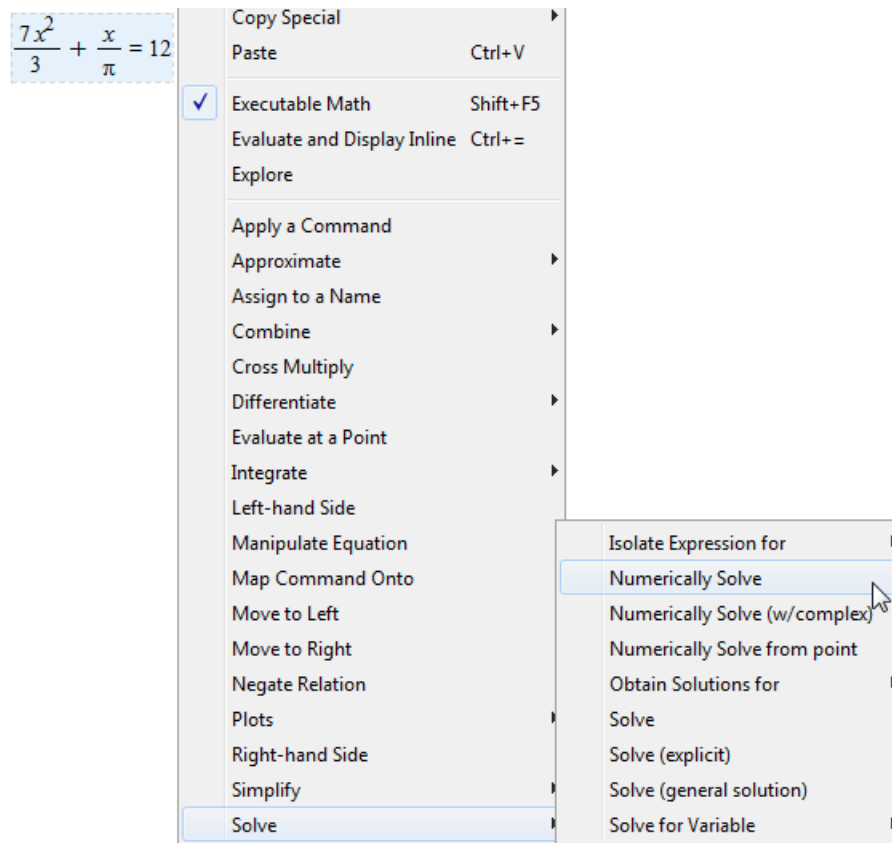 7x²/3 + x/π = 12
Copy Special
Paste Ctrl+V
Executable Math Shift+F5
Evaluate and Display Inline Ctrl+=
Explore
Apply a Command
Approximate
Assign to a Name
Combine
Cross Multiply
Differentiate
Evaluate at a Point
Integrate
Left-hand Side
Manipulate Equation
Map Command Onto
Move to Left
Move to Right
Negate Relation
Plots
Right-hand Side
Simplify
Solve
Isolate Expression for
Numerically Solve
Numerically Solve (w/complex)
Numerically Solve from point
Obtain Solutions for
Solve
Solve (explicit)
Solve (general solution)
Solve for Variable